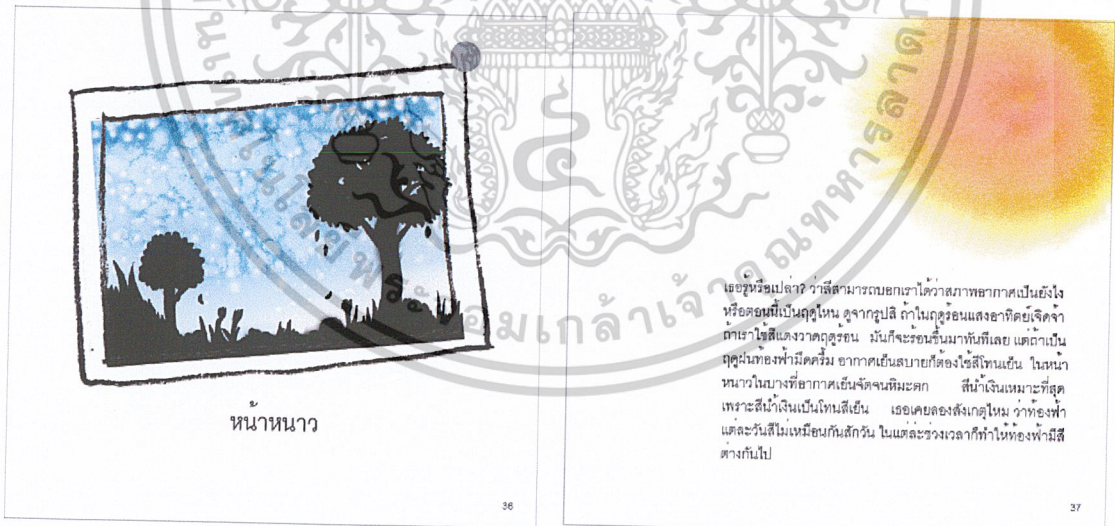 หน้าหนาว
36
เธอรู้หรือเปล่า? ว่าสีสามารถบอกเราได้ว่าสภาพอากาศเป็นยังไง
หรือตอนนี้เป็นฤดูไหน ดูจากรูปสิ ถ้าในฤดูร้อนแสงอาทิตย์เจิดจ้า
ถ้าเราใช้สีแดงวาดฤดูร้อน มันก็จะร้อนขึ้นมาทันทีเลย แต่ถ้าเป็น
ฤดูฝนท้องฟ้ามืดครึ้ม อากาศเย็นสบายก็ต้องใช้สีโทนเย็น ในหน้า
หนาวในบางที่อากาศเย็นจัดจนหิมะตก สีน้ำเงินเหมาะที่สุด
เพราะสีน้ำเงินเป็นโทนสีเย็น เธอเคยลองสังเกตุไหม ว่าท้องฟ้า
แต่ละวันสีไม่เหมือนกันสักวัน ในแต่ละช่วงเวลาก็ทำให้ท้องฟ้ามีสี
ต่างกันไป
37